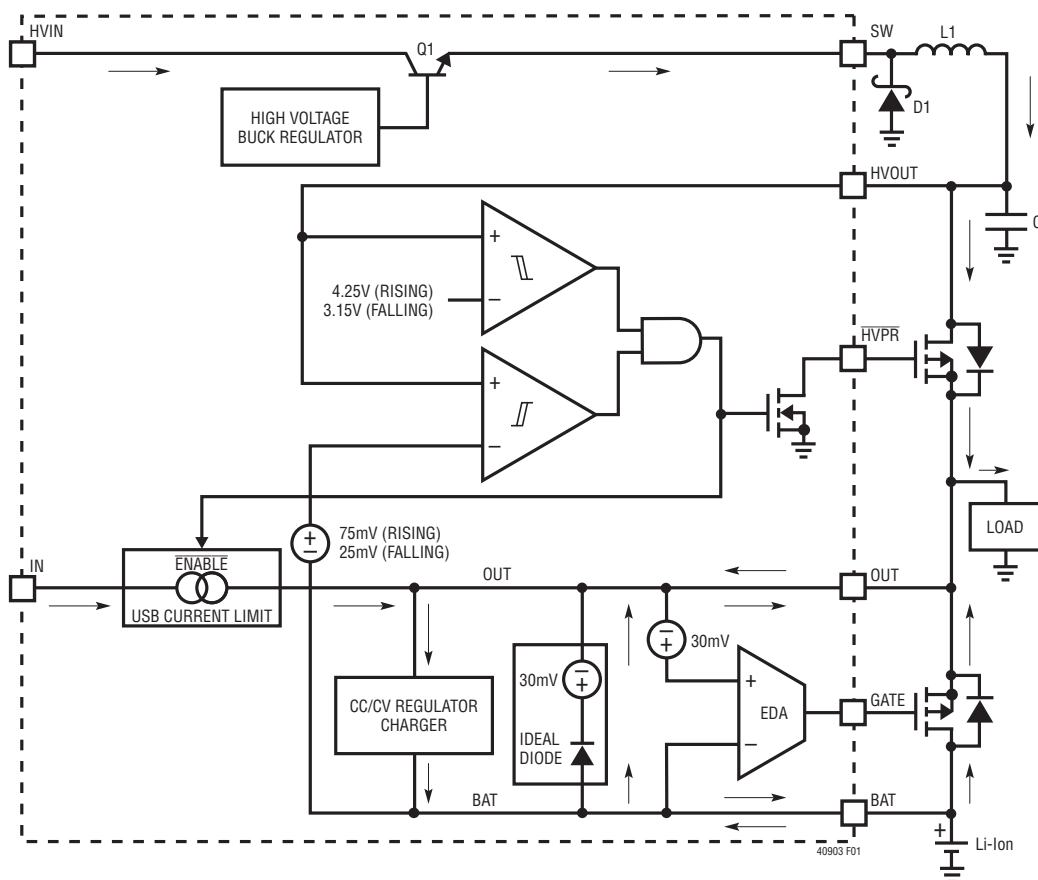 HVIN
Q1
SW
L1
HIGH VOLTAGE
BUCK REGULATOR
D1
HVOUT
+
4.25V (RISING)
3.15V (FALLING)
−
HVPR
+
−
75mV (RISING)
25mV (FALLING)
+
−
LOAD
IN
ENABLE
USB CURRENT LIMIT
OUT
OUT
−
+
30mV
30mV
−
+
+
EDA
−
GATE
CC/CV REGULATOR
CHARGER
IDEAL
DIODE
BAT
BAT
+
Li-Ion
40903 F01